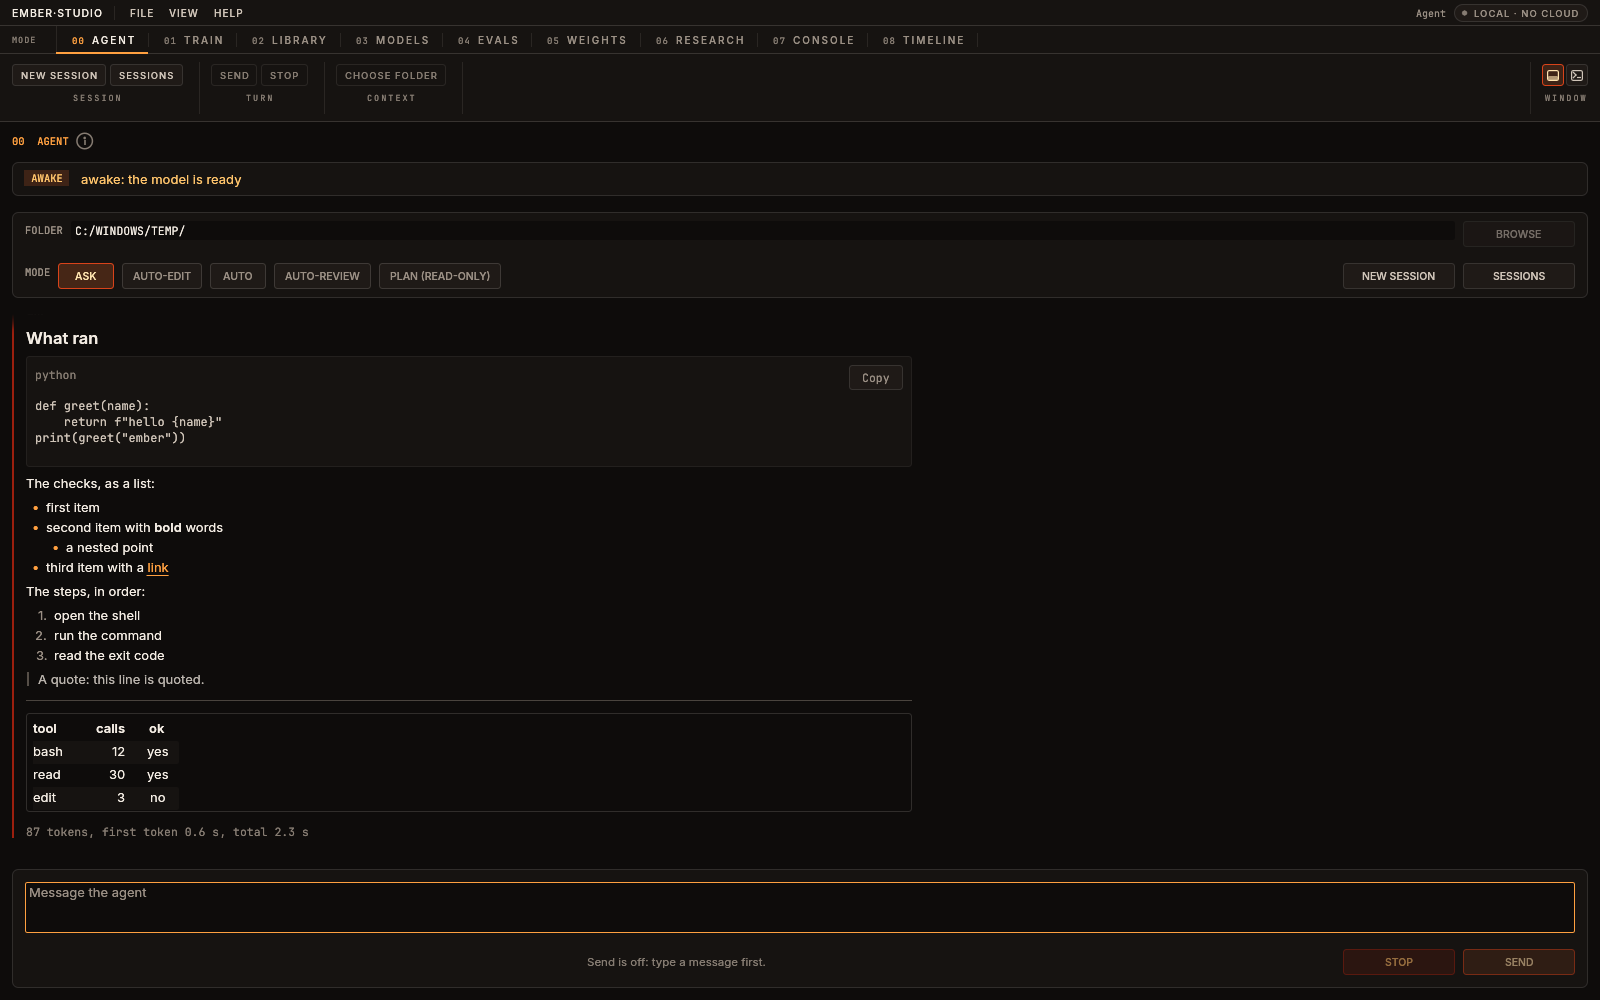 EMBER·STUDIO FILE VIEW HELP Agent LOCAL · NO CLOUD
MODE 00 AGENT 01 TRAIN 02 LIBRARY 03 MODELS 04 EVALS 05 WEIGHTS 06 RESEARCH 07 CONSOLE 08 TIMELINE
NEW SESSION SESSIONS SEND STOP CHOOSE FOLDER
SESSION TURN CONTEXT WINDOW
00 AGENT
AWAKE awake: the model is ready
FOLDER C:/WINDOWS/TEMP/ BROWSE
MODE ASK AUTO-EDIT AUTO AUTO-REVIEW PLAN (READ-ONLY) NEW SESSION SESSIONS
What ran
python Copy
def greet(name):
    return f"hello {name}"
print(greet("ember"))
The checks, as a list:
• first item
• second item with bold words
• a nested point
• third item with a link
The steps, in order:
1. open the shell
2. run the command
3. read the exit code
A quote: this line is quoted.
tool calls ok
bash 12 yes
read 30 yes
edit 3 no
87 tokens, first token 0.6 s, total 2.3 s
Message the agent
Send is off: type a message first. STOP SEND